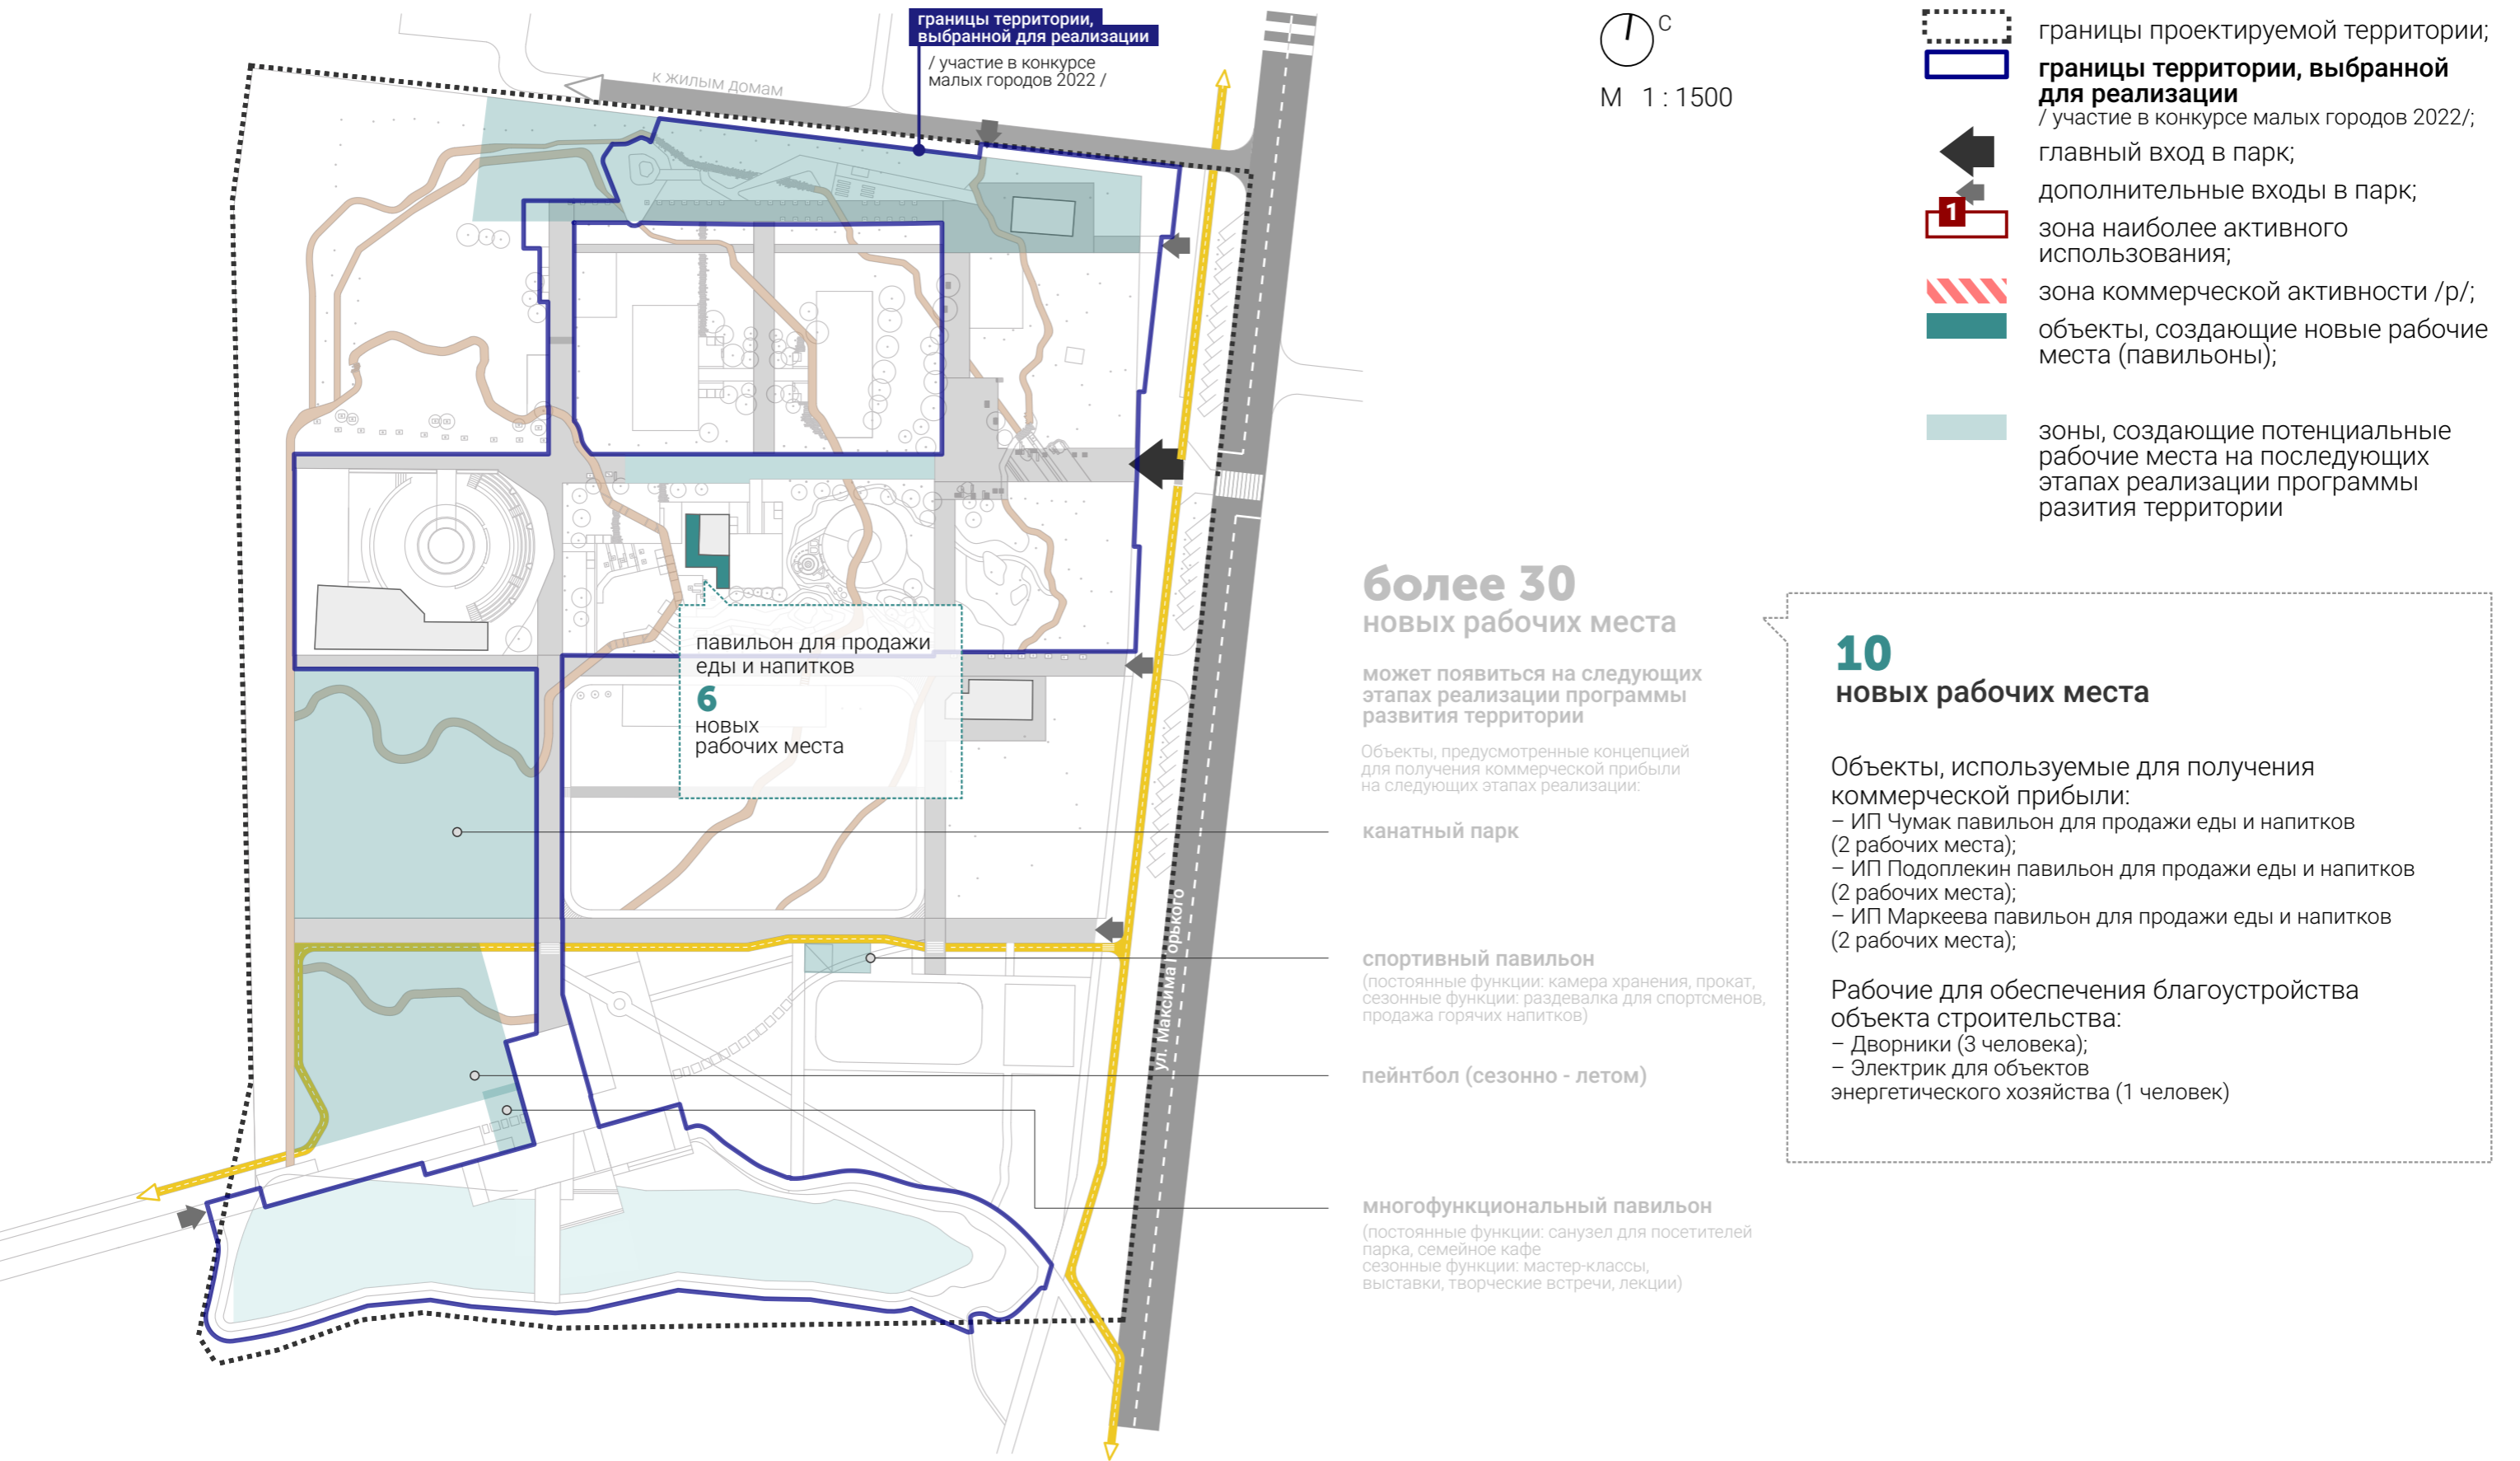 границы территории,
выбранной для реализации
/ участие в конкурсе
малых городов 2022 /
к жилым домам
С
М 1 : 1500
границы проектируемой территории;
границы территории, выбранной
для реализации
/ участие в конкурсе малых городов 2022/;
главный вход в парк;
дополнительные входы в парк;
1
зона наиболее активного
использования;
зона коммерческой активности /р/;
объекты, создающие новые рабочие
места (павильоны);
зоны, создающие потенциальные
рабочие места на последующих
этапах реализации программы
разития территории
павильон для продажи
еды и напитков
6
новых
рабочих места
ул. Максима Горького
более 30
новых рабочих места
может появиться на следующих
этапах реализации программы
развития территории
Объекты, предусмотренные концепцией
для получения коммерческой прибыли
на следующих этапах реализации:
канатный парк
спортивный павильон
(постоянные функции: камера хранения, прокат,
сезонные функции: раздевалка для спортсменов,
продажа горячих напитков)
пейнтбол (сезонно - летом)
многофункциональный павильон
(постоянные функции: санузел для посетителей
парка, семейное кафе
сезонные функции: мастер-классы,
выставки, творческие встречи, лекции)
10
новых рабочих места
Объекты, используемые для получения
коммерческой прибыли:
– ИП Чумак павильон для продажи еды и напитков
(2 рабочих места);
– ИП Подоплекин павильон для продажи еды и напитков
(2 рабочих места);
– ИП Маркеева павильон для продажи еды и напитков
(2 рабочих места);
Рабочие для обеспечения благоустройства
объекта строительства:
– Дворники (3 человека);
– Электрик для объектов
энергетического хозяйства (1 человек)